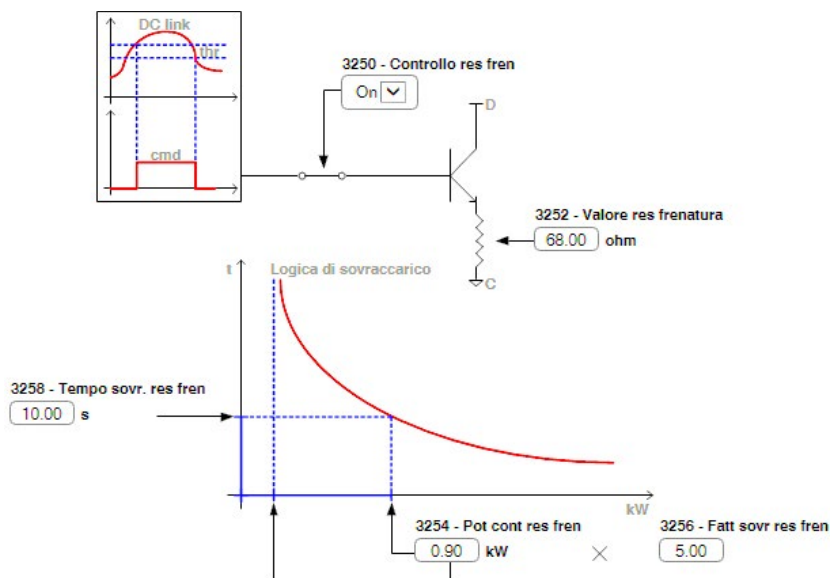 DC link
thr
cmd
3250 - Controllo res fren
On
D
3252 - Valore res frenatura
68.00 ohm
C
t
Logica di sovraccarico
3258 - Tempo sovr. res fren
10.00 s
kW
3254 - Pot cont res fren
0.90 kW
3256 - Fatt sovr res fren
5.00